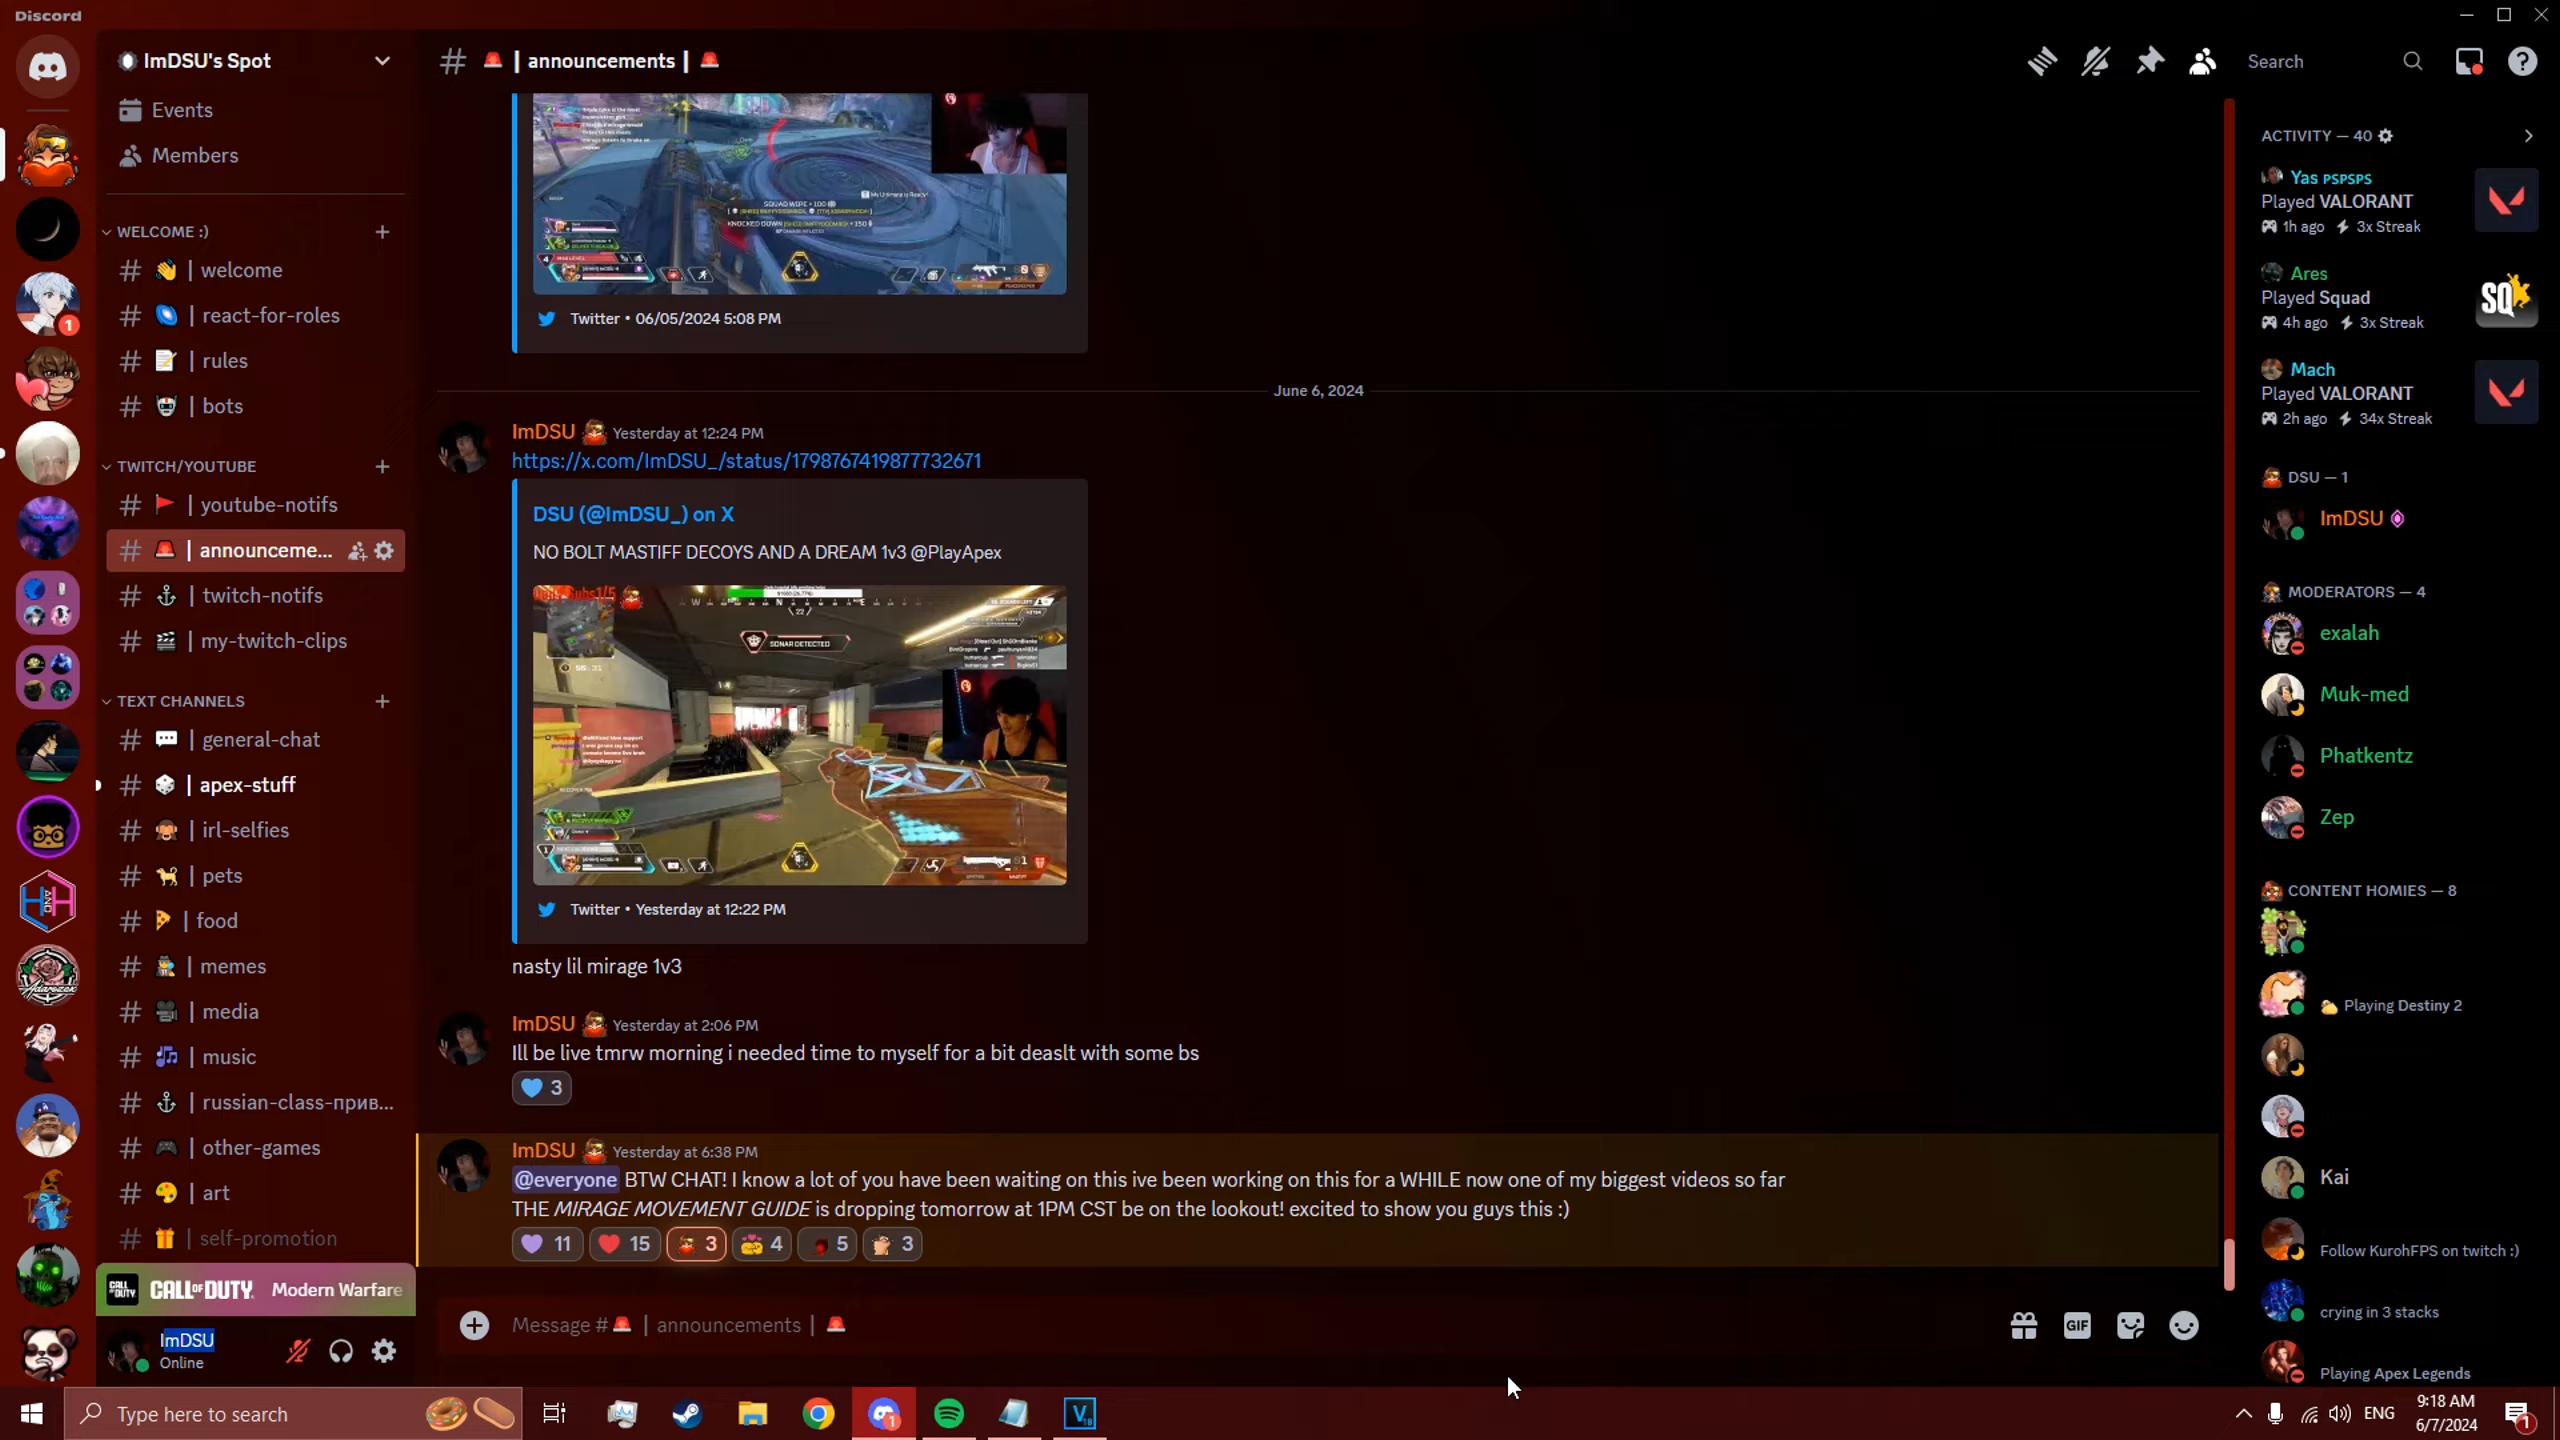 Discord
ImDSU's Spot
Events
Members
WELCOME :)
# | welcome
# | react-for-roles
# | rules
# | bots
TWITCH/YOUTUBE
# | youtube-notifs
# | announceme...
# | twitch-notifs
# | my-twitch-clips
TEXT CHANNELS
# | general-chat
# | apex-stuff
# | irl-selfies
# | pets
# | food
# | memes
# | media
# | music
# | russian-class-прив...
# | other-games
# | art
# | self-promotion
CALL OF DUTY Modern Warfare
ImDSU
Online
# 🚨 | announcements | 🚨
Search
SQUAD WIPE +100
My Ultimate is Ready!
Twitter • 06/05/2024 5:08 PM
June 6, 2024
ImDSU Yesterday at 12:24 PM
https://x.com/ImDSU_/status/1798767419877732671
DSU (@ImDSU_) on X
NO BOLT MASTIFF DECOYS AND A DREAM 1v3 @PlayApex
SONAR DETECTED
Twitter • Yesterday at 12:22 PM
nasty lil mirage 1v3
ImDSU Yesterday at 2:06 PM
Ill be live tmrw morning i needed time to myself for a bit deaslt with some bs
3
ImDSU Yesterday at 6:38 PM
@everyone BTW CHAT! I know a lot of you have been waiting on this ive been working on this for a WHILE now one of my biggest videos so far
THE MIRAGE MOVEMENT GUIDE is dropping tomorrow at 1PM CST be on the lookout! excited to show you guys this :)
11 15 3 4 5 3
Message #🚨 | announcements | 🚨
GIF
ACTIVITY — 40
Yas PSPSPS
Played VALORANT
1h ago 3x Streak
Ares
Played Squad
4h ago 3x Streak
SQ
Mach
Played VALORANT
2h ago 34x Streak
DSU — 1
ImDSU
MODERATORS — 4
exalah
Muk-med
Phatkentz
Zep
CONTENT HOMIES — 8
Playing Destiny 2
Kai
Follow KurohFPS on twitch :)
crying in 3 stacks
Playing Apex Legends
Type here to search
ENG
9:18 AM
6/7/2024